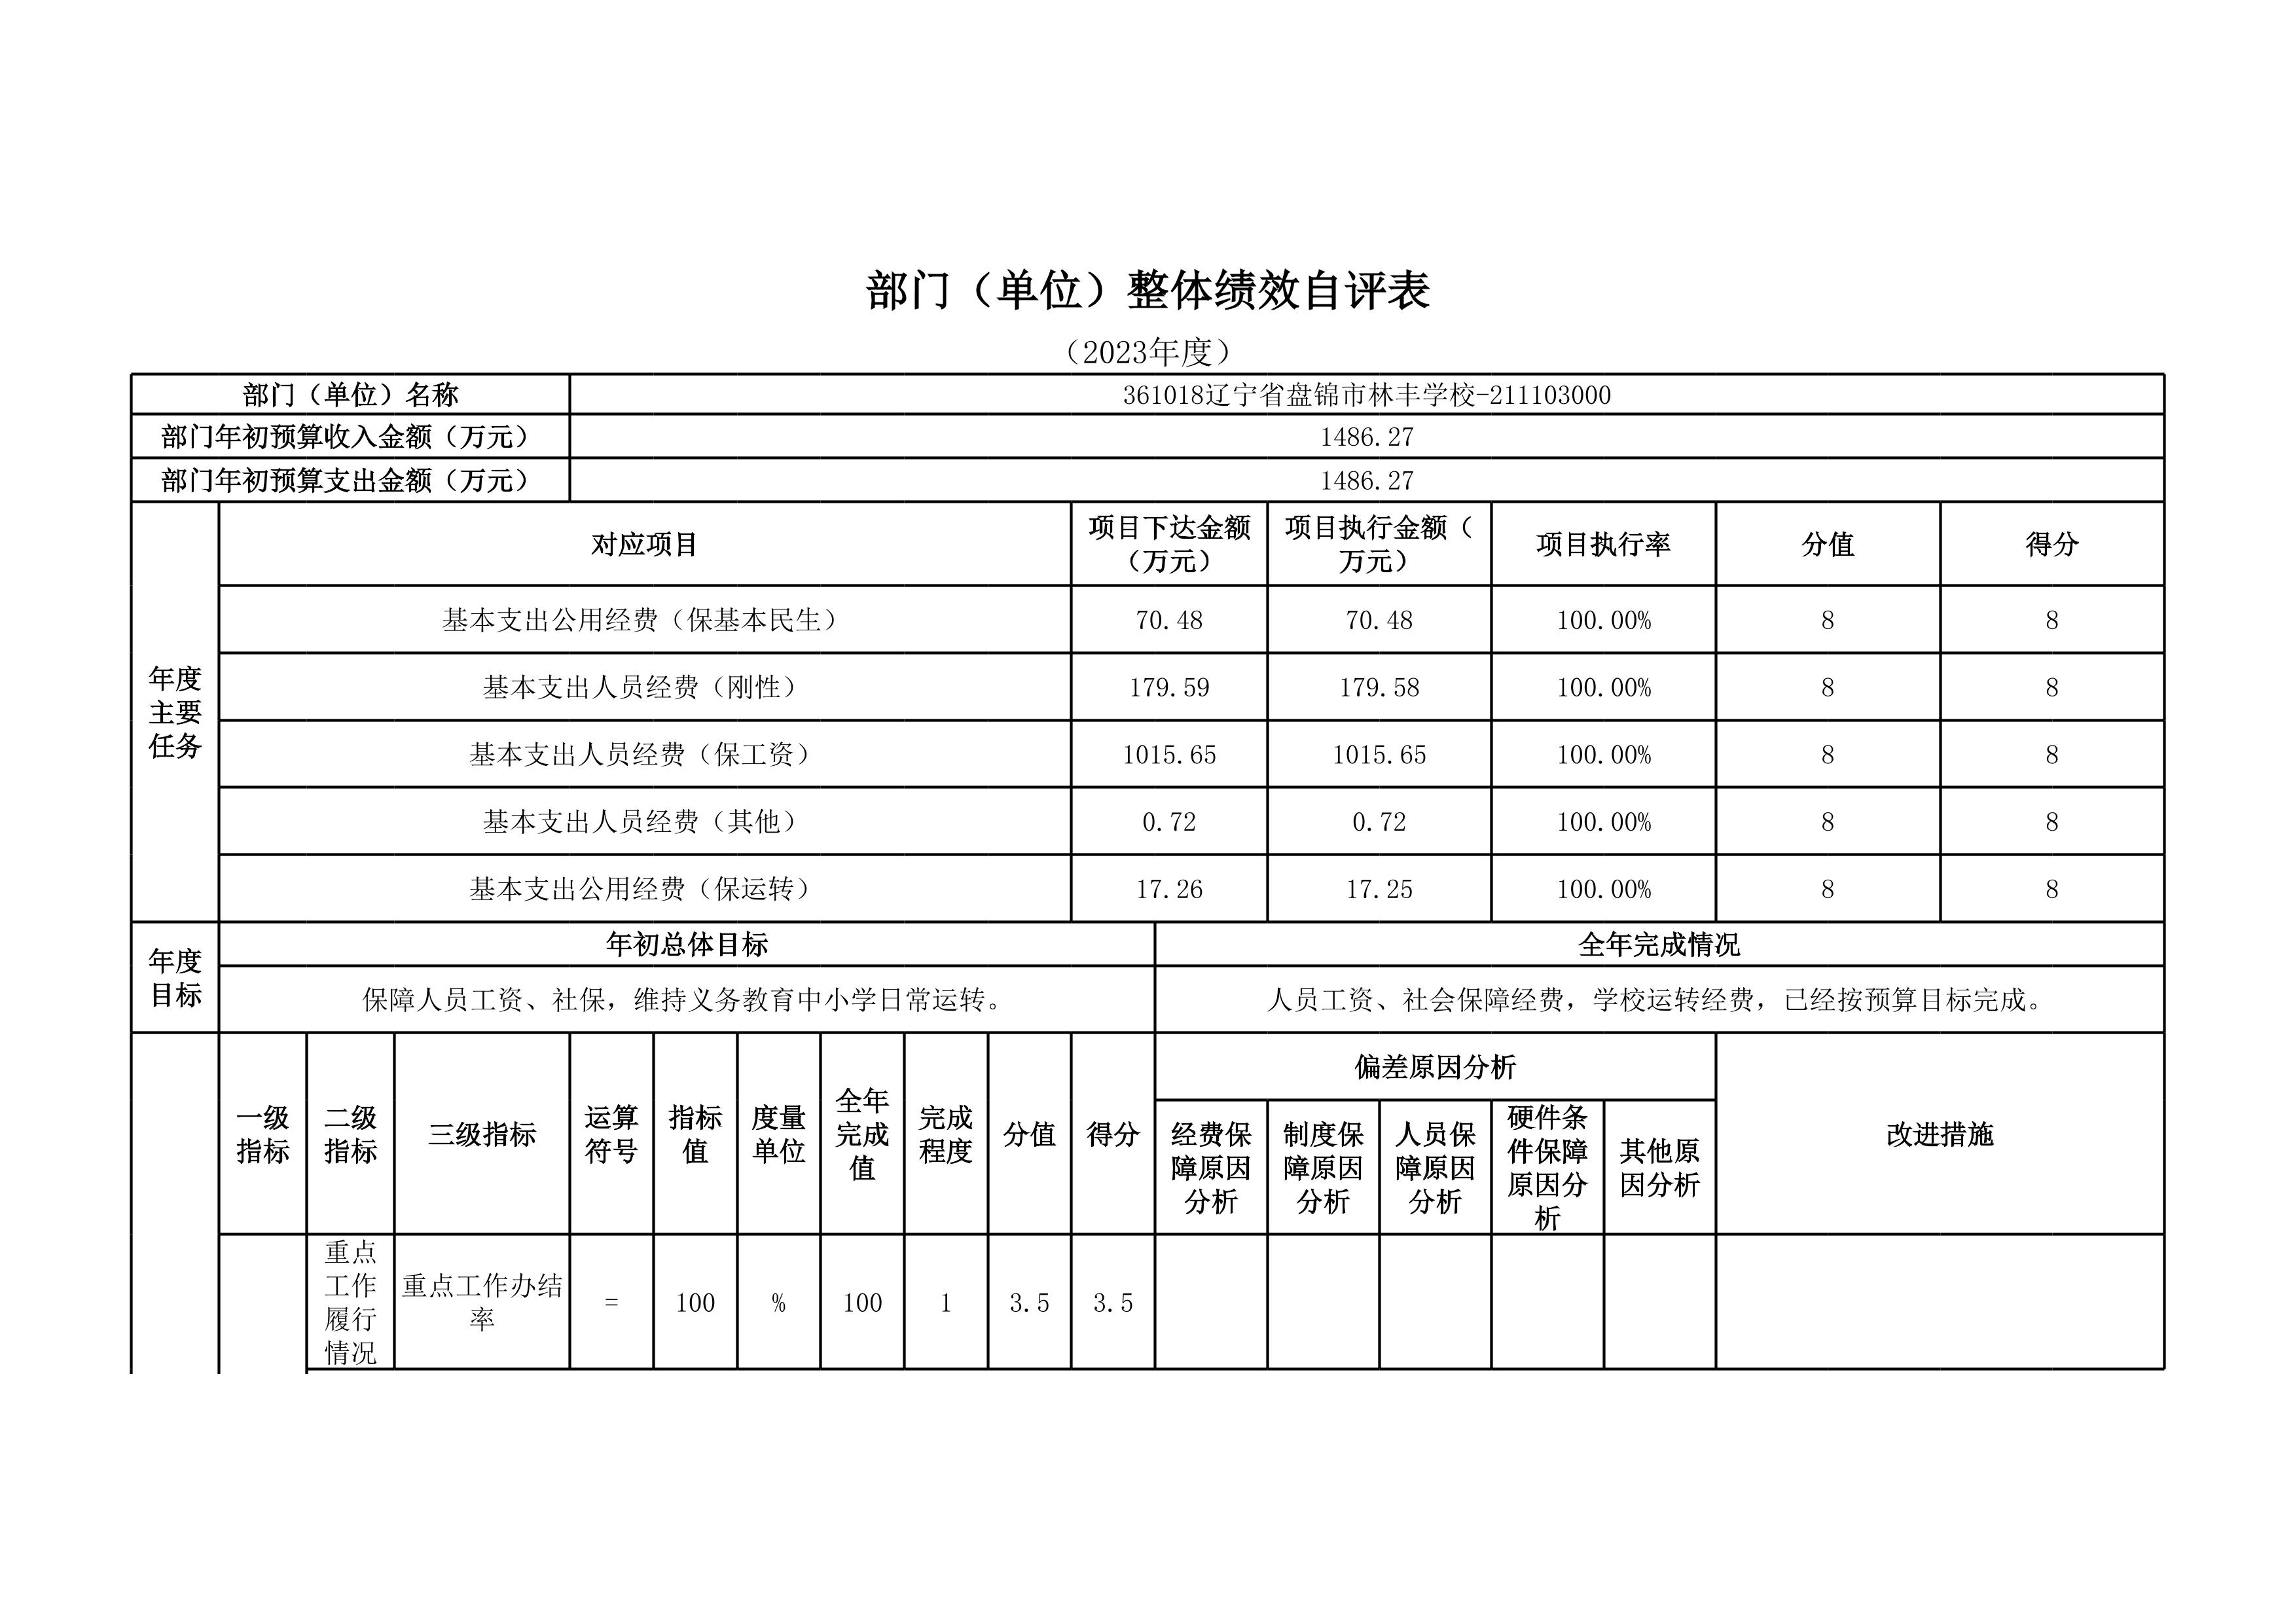 部门（单位）整体绩效自评表
（2023年度）
部门（单位）名称
361018辽宁省盘锦市林丰学校-211103000
部门年初预算收入金额（万元）
1486.27
部门年初预算支出金额（万元）
1486.27
年度
主要
任务
对应项目
项目下达金额
（万元）
项目执行金额（
万元）
项目执行率
分值
得分
基本支出公用经费（保基本民生）
70.48
70.48
100.00%
8
8
基本支出人员经费（刚性）
179.59
179.58
100.00%
8
8
基本支出人员经费（保工资）
1015.65
1015.65
100.00%
8
8
基本支出人员经费（其他）
0.72
0.72
100.00%
8
8
基本支出公用经费（保运转）
17.26
17.25
100.00%
8
8
年度
目标
年初总体目标
全年完成情况
保障人员工资、社保，维持义务教育中小学日常运转。
人员工资、社会保障经费，学校运转经费，已经按预算目标完成。
一级
指标
二级
指标
三级指标
运算
符号
指标
值
度量
单位
全年
完成
值
完成
程度
分值
得分
偏差原因分析
经费保
障原因
分析
制度保
障原因
分析
人员保
障原因
分析
硬件条
件保障
原因分
析
其他原
因分析
改进措施
重点
工作
履行
情况
重点工作办结
率
=
100
%
100
1
3.5
3.5